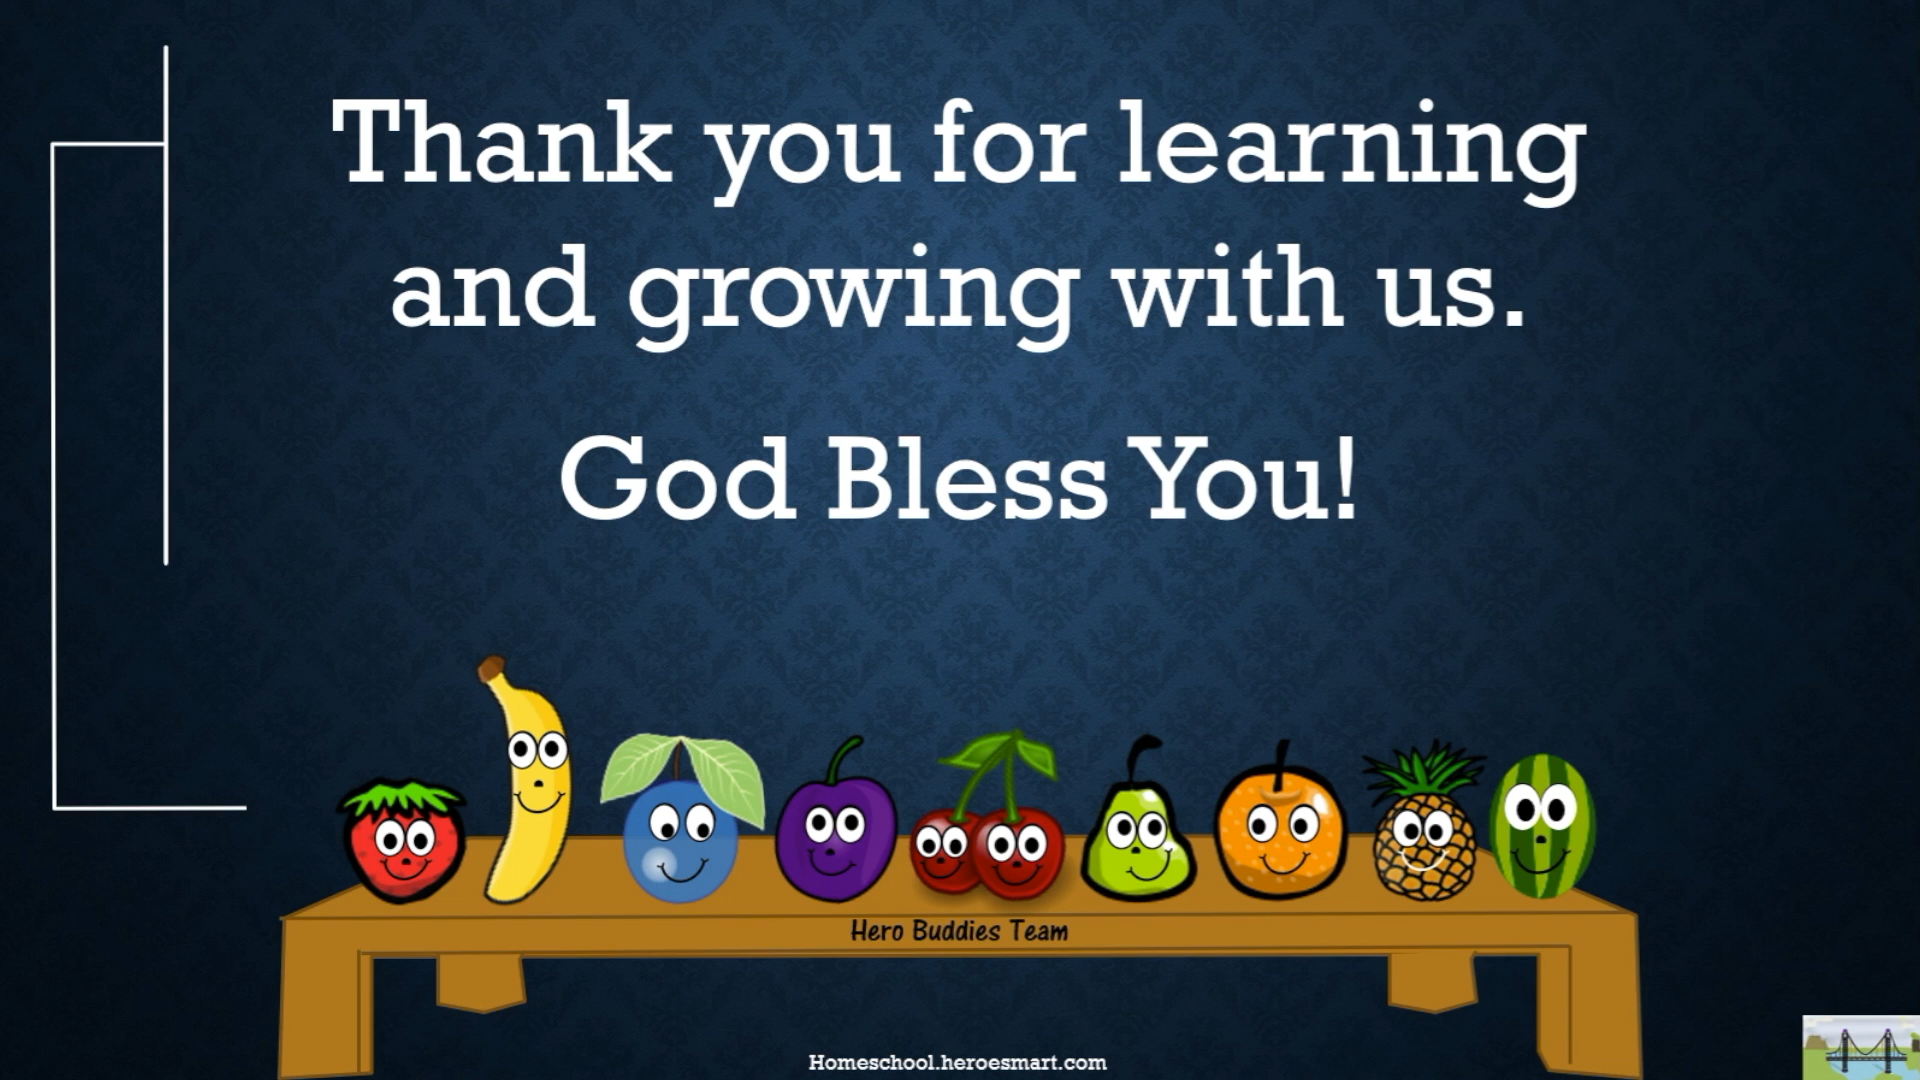 Thank you for learning
and growing with us.
God Bless You!
Hero Buddies Team
Homeschool.heroesmart.com